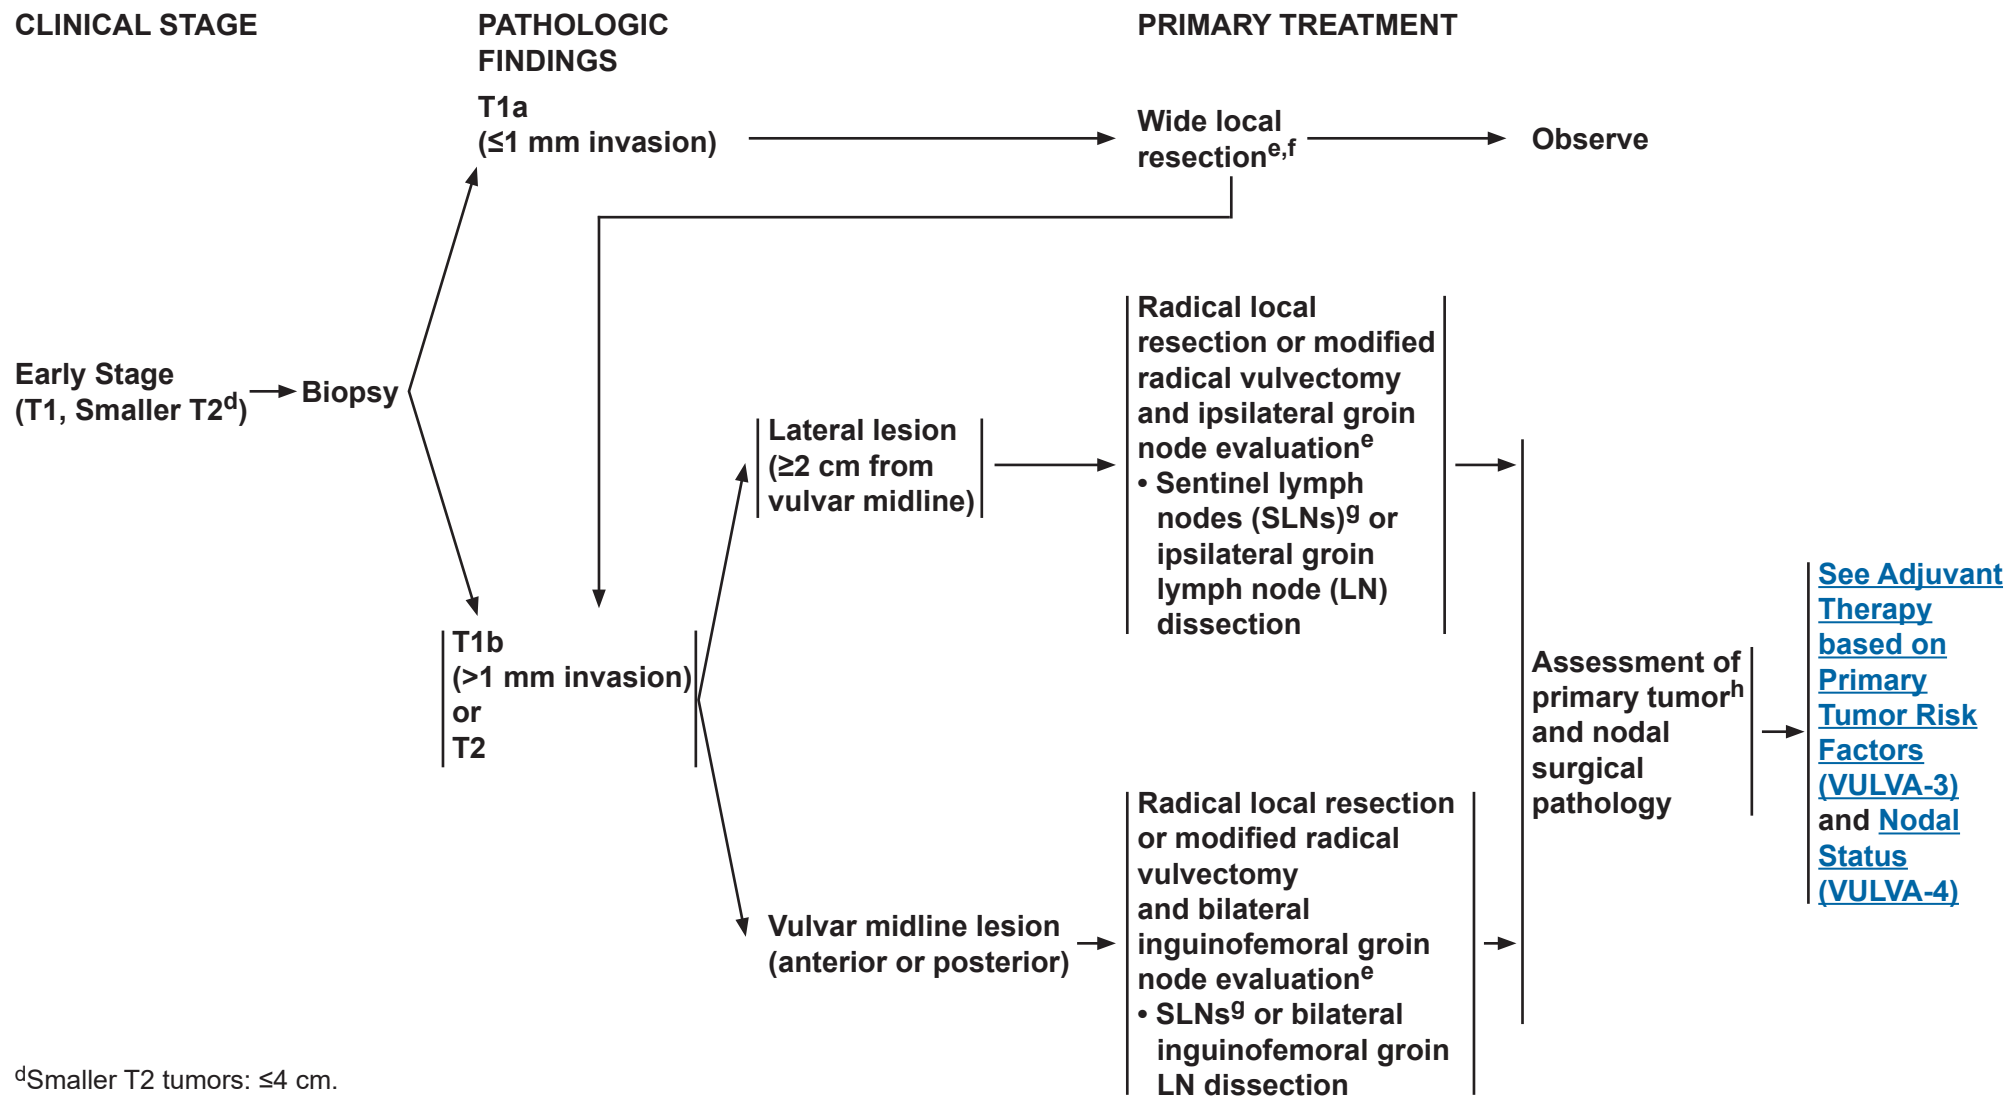 CLINICAL STAGE
PATHOLOGIC
FINDINGS
PRIMARY TREATMENT
T1a
(≤1 mm invasion)
Wide local
resectione,f
Observe
Early Stage
(T1, Smaller T2d)
Biopsy
T1b
(>1 mm invasion)
or
T2
Lateral lesion
(≥2 cm from
vulvar midline)
Radical local
resection or modified
radical vulvectomy
and ipsilateral groin
node evaluatione
• Sentinel lymph
nodes (SLNs)g or
ipsilateral groin
lymph node (LN)
dissection
Vulvar midline lesion
(anterior or posterior)
Radical local resection
or modified radical
vulvectomy
and bilateral
inguinofemoral groin
node evaluatione
• SLNsg or bilateral
inguinofemoral groin
LN dissection
Assessment of
primary tumorh
and nodal
surgical
pathology
See Adjuvant
Therapy
based on
Primary
Tumor Risk
Factors
(VULVA-3)
and Nodal
Status
(VULVA-4)
dSmaller T2 tumors: ≤4 cm.